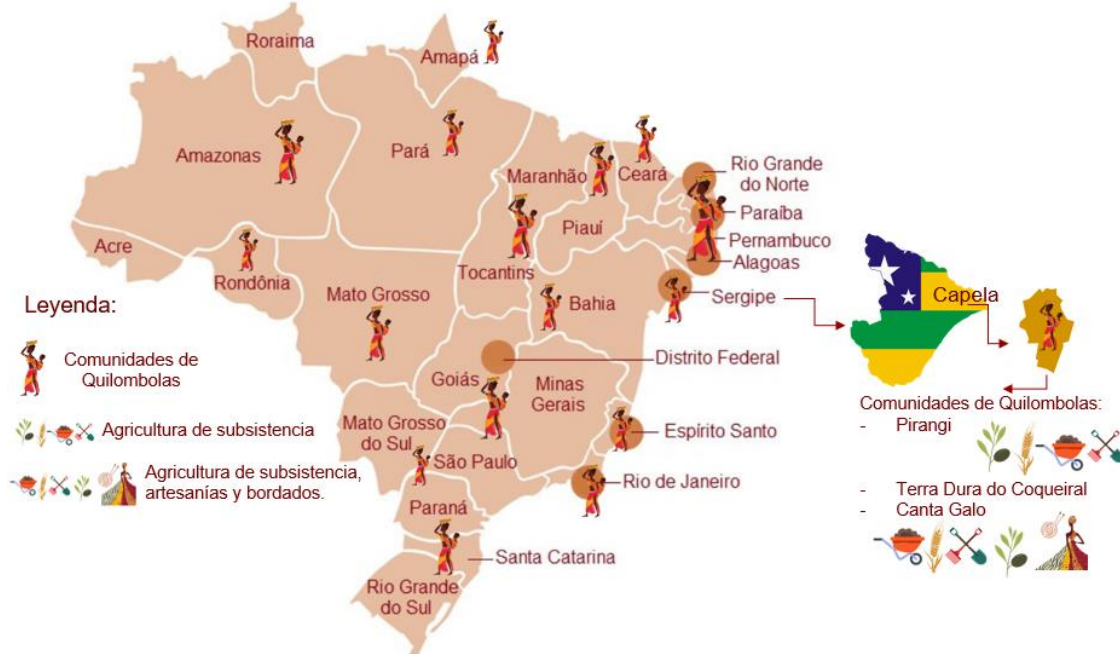 Roraima
Amapá
Amazonas
Pará
Maranhão
Ceará
Rio Grande
do Norte
Paraíba
Piauí
Pernambuco
Alagoas
Acre
Rondônia
Tocantins
Mato Grosso
Bahia
Sergipe
Capela
Leyenda:
Comunidades de
Quilombolas
Distrito Federal
Goiás
Minas
Gerais
Agricultura de subsistencia
Mato Grosso
do Sul
São Paulo
Espírito Santo
Agricultura de subsistencia,
artesanías y bordados.
Rio de Janeiro
Paraná
Santa Catarina
Rio Grande
do Sul
Comunidades de Quilombolas:
- Pirangi
- Terra Dura do Coqueiral
- Canta Galo